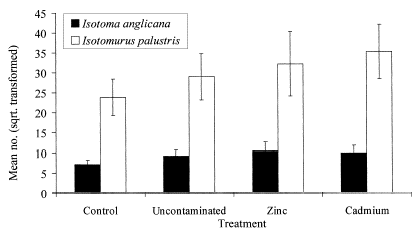 Mean no. (sqrt. transformed)
45
40
35
30
25
20
15
10
5
0
Isotoma anglicana
Isotomurus palustris
Control Uncontaminated Zinc Cadmium
Treatment